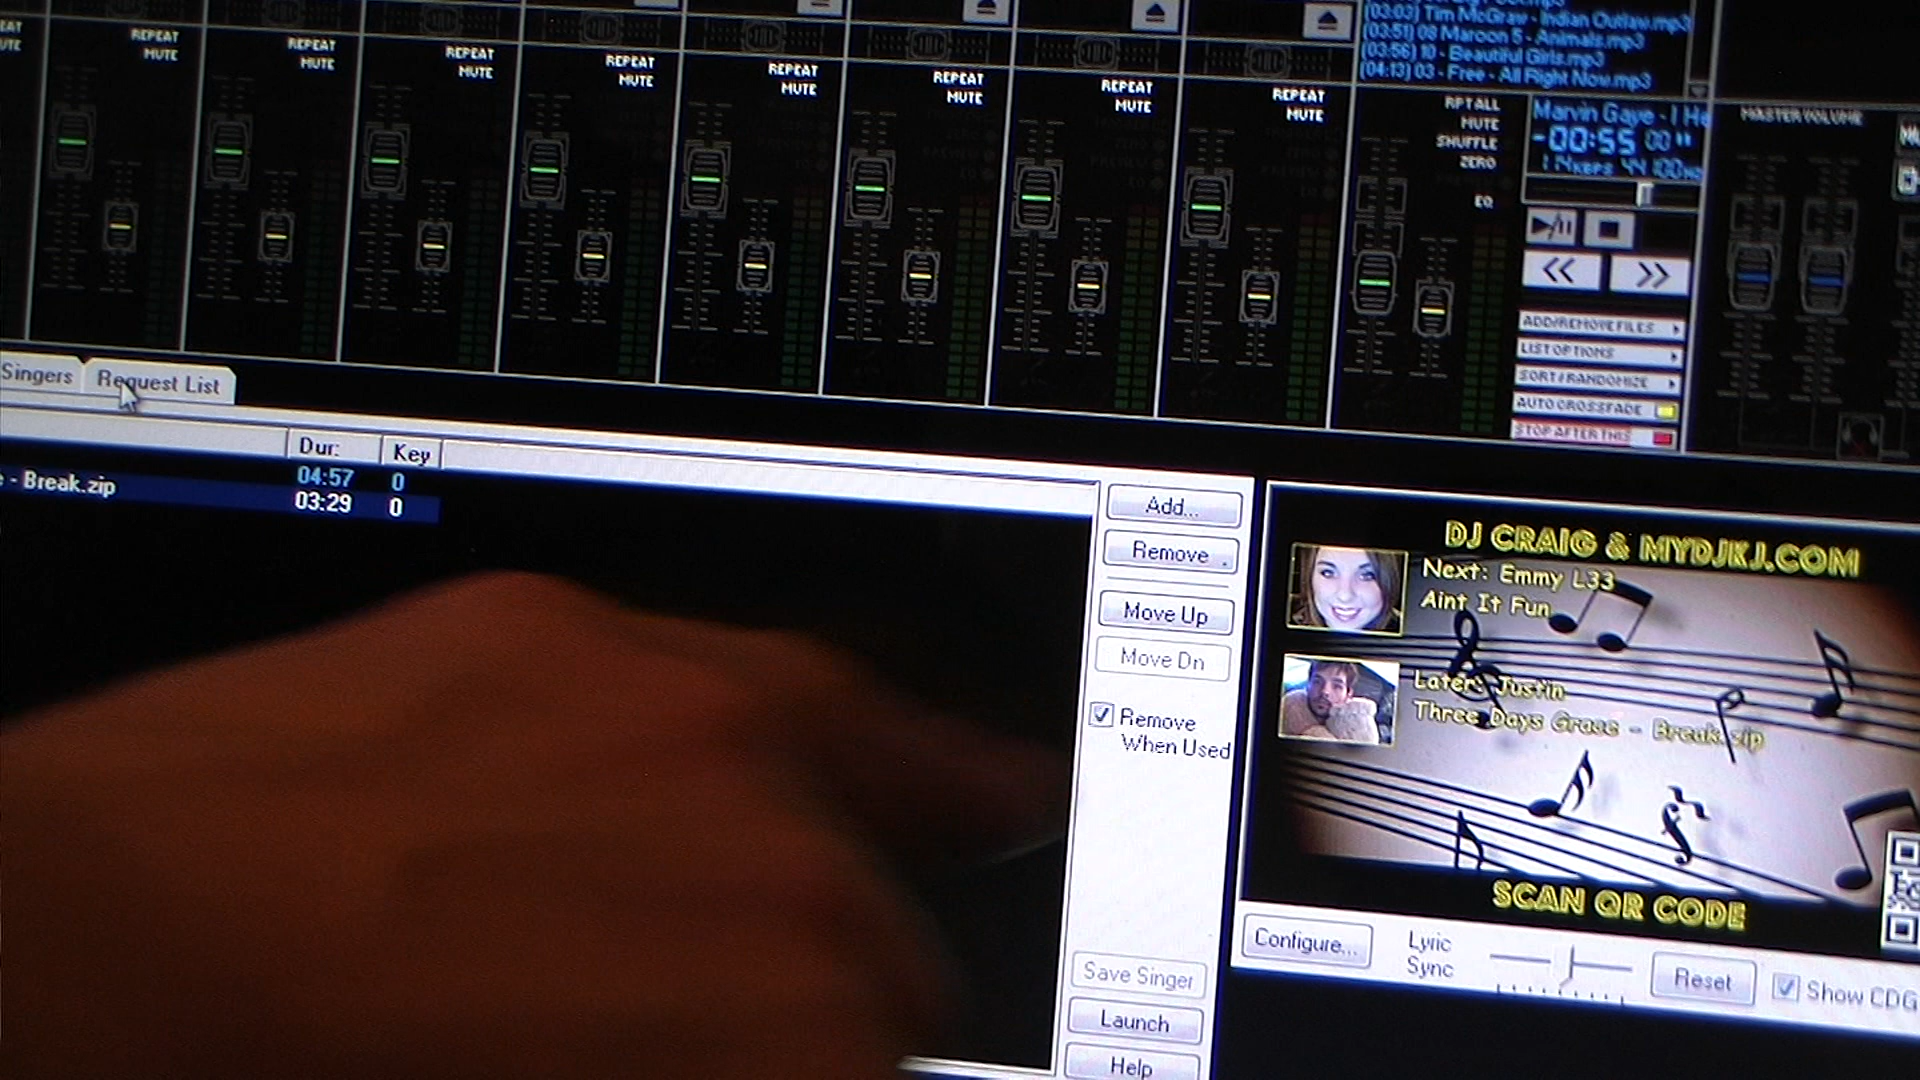 (03:03) Tim McGraw - Indian Outlaw.mp3
(03:51) 08 Maroon 5 - Animals.mp3
(03:56) 10 - Beautiful Girls.mp3
(04:13) 03 - Free - All Right Now.mp3
REPEAT
MUTE
REPEAT
MUTE
REPEAT
MUTE
REPEAT
MUTE
REPEAT
MUTE
REPEAT
MUTE
REPEAT
MUTE
REPEAT
MUTE
RPT ALL
MUTE
SHUFFLE
ZERO
EQ
Marvin Gaye - I He
-00:55 00"
MASTER VOLUME
ADD/REMOVE FILES
LIST OPTIONS
SORT/RANDOMIZE
AUTO CROSSFADE
STOP AFTER THIS
Singers
Request List
Dur:
Key
04:57 0
- Break.zip 03:29 0
Add...
Remove
Move Up
Move Dn
Remove
When Used
Save Singer
Launch
Help
DJ CRAIG & MYDJKJ.COM
Next: Emmy L33
Aint It Fun
Later: Justin
Three Days Grace - Break.zip
SCAN QR CODE
Configure...
Lyric
Sync
Reset
Show CDG